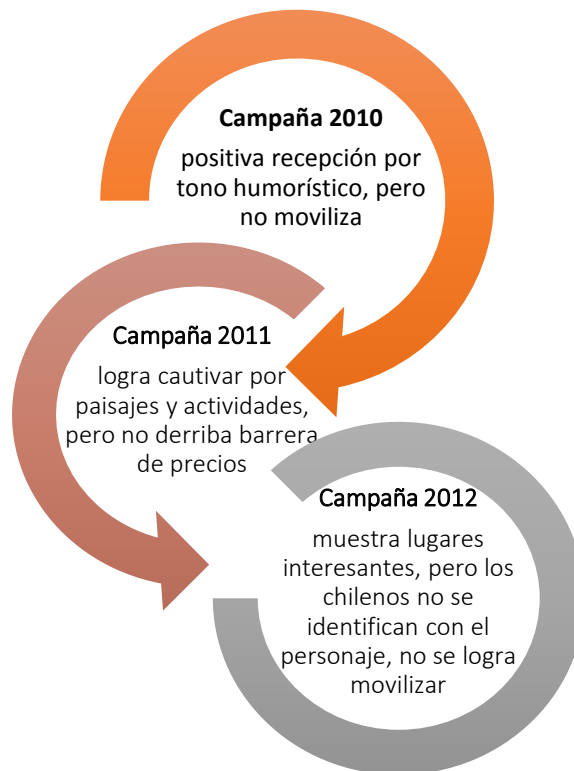 Campaña 2010
positiva recepción por
tono humorístico, pero
no moviliza
Campaña 2011
logra cautivar por
paisajes y actividades,
pero no derriba barrera
de precios
Campaña 2012
muestra lugares
interesantes, pero los
chilenos no se
identifican con el
personaje, no se logra
movilizar